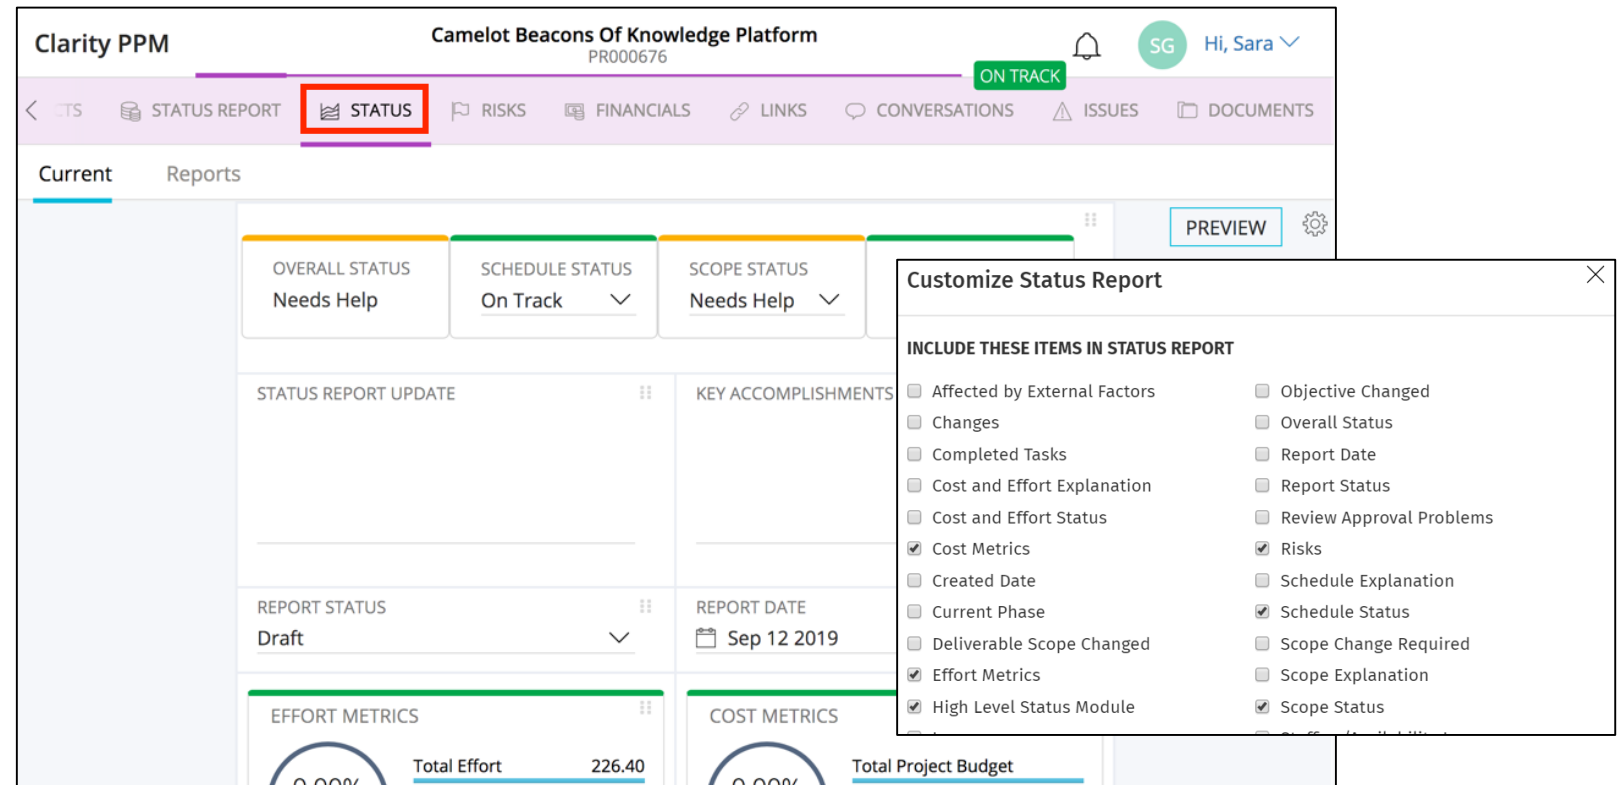 Clarity PPM
Camelot Beacons Of Knowledge Platform
PR000676
SG
Hi, Sara
ON TRACK
STATUS REPORT
STATUS
RISKS
FINANCIALS
LINKS
CONVERSATIONS
ISSUES
DOCUMENTS
Current
Reports
PREVIEW
OVERALL STATUS
Needs Help
SCHEDULE STATUS
On Track
SCOPE STATUS
Needs Help
STATUS REPORT UPDATE
KEY ACCOMPLISHMENTS
REPORT STATUS
Draft
REPORT DATE
Sep 12 2019
EFFORT METRICS
0.00%
Total Effort 226.40
COST METRICS
0.00%
Total Project Budget
Customize Status Report
INCLUDE THESE ITEMS IN STATUS REPORT
Affected by External Factors
Changes
Completed Tasks
Cost and Effort Explanation
Cost and Effort Status
Cost Metrics
Created Date
Current Phase
Deliverable Scope Changed
Effort Metrics
High Level Status Module
Objective Changed
Overall Status
Report Date
Report Status
Review Approval Problems
Risks
Schedule Explanation
Schedule Status
Scope Change Required
Scope Explanation
Scope Status